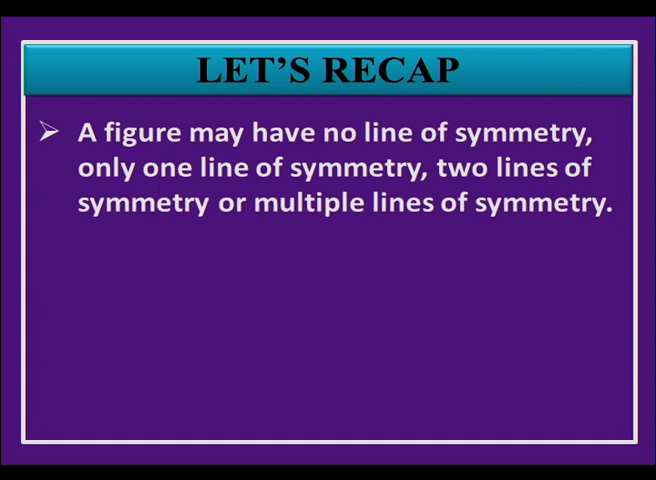 LET’S RECAP
➢ A figure may have no line of symmetry,
only one line of symmetry, two lines of
symmetry or multiple lines of symmetry.